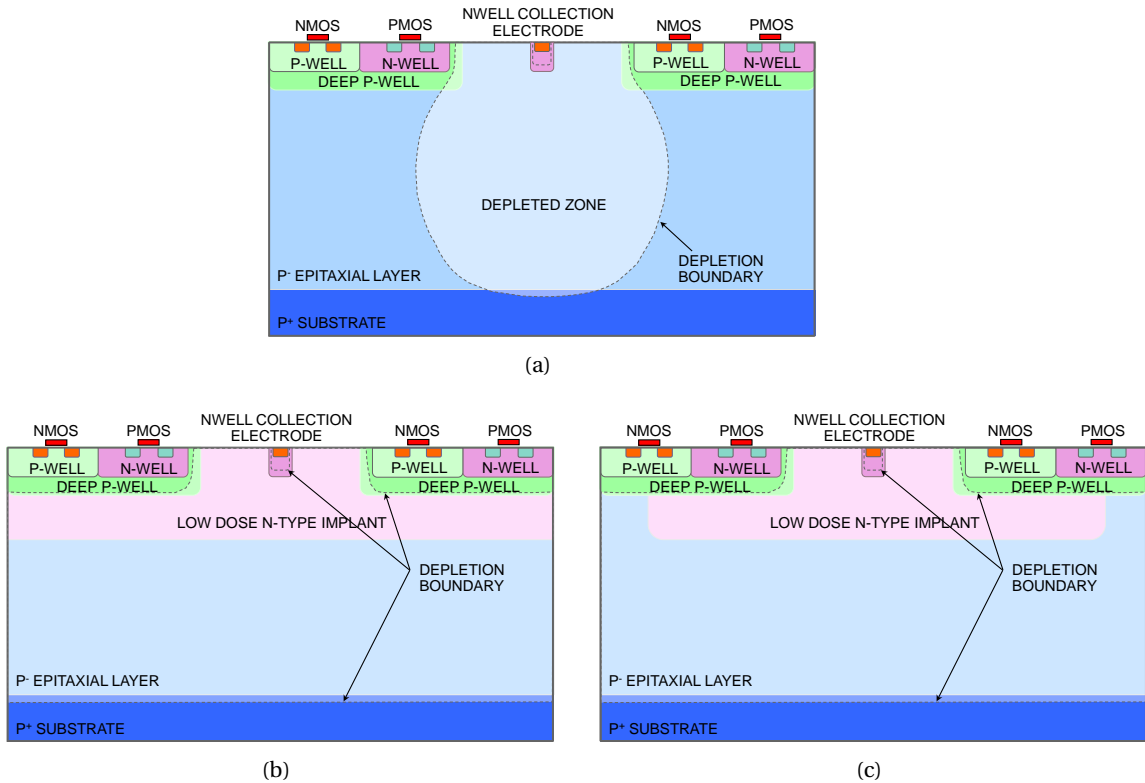 NWELL COLLECTION
ELECTRODE
NMOS PMOS NMOS PMOS
P-WELL N-WELL P-WELL N-WELL
DEEP P-WELL DEEP P-WELL
DEPLETED ZONE
DEPLETION
BOUNDARY
P- EPITAXIAL LAYER
P+ SUBSTRATE
(a)
NWELL COLLECTION
ELECTRODE
NMOS PMOS NMOS PMOS
P-WELL N-WELL P-WELL N-WELL
DEEP P-WELL DEEP P-WELL
LOW DOSE N-TYPE IMPLANT
DEPLETION
BOUNDARY
P- EPITAXIAL LAYER
P+ SUBSTRATE
(b)
NWELL COLLECTION
ELECTRODE
NMOS PMOS NMOS PMOS
P-WELL N-WELL P-WELL N-WELL
DEEP P-WELL DEEP P-WELL
LOW DOSE N-TYPE IMPLANT
DEPLETION
BOUNDARY
P- EPITAXIAL LAYER
P+ SUBSTRATE
(c)